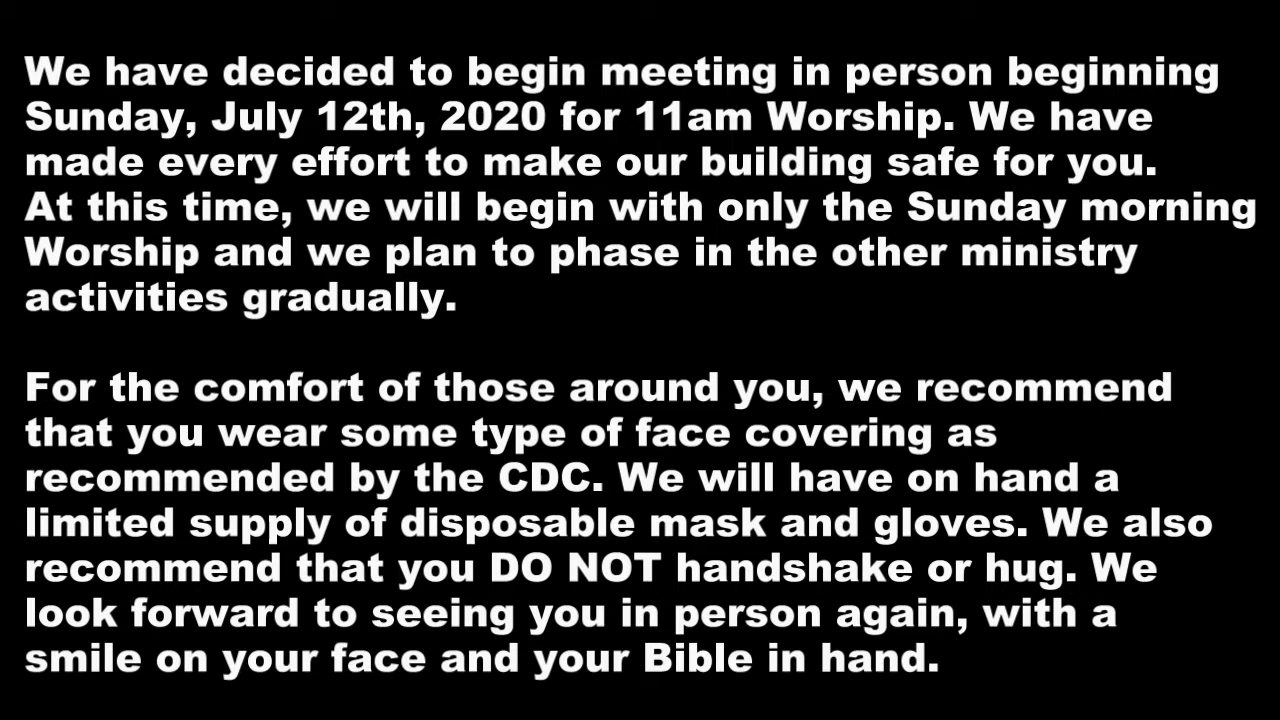 We have decided to begin meeting in person beginning
Sunday, July 12th, 2020 for 11am Worship. We have
made every effort to make our building safe for you.
At this time, we will begin with only the Sunday morning
Worship and we plan to phase in the other ministry
activities gradually.
For the comfort of those around you, we recommend
that you wear some type of face covering as
recommended by the CDC. We will have on hand a
limited supply of disposable mask and gloves. We also
recommend that you DO NOT handshake or hug. We
look forward to seeing you in person again, with a
smile on your face and your Bible in hand.